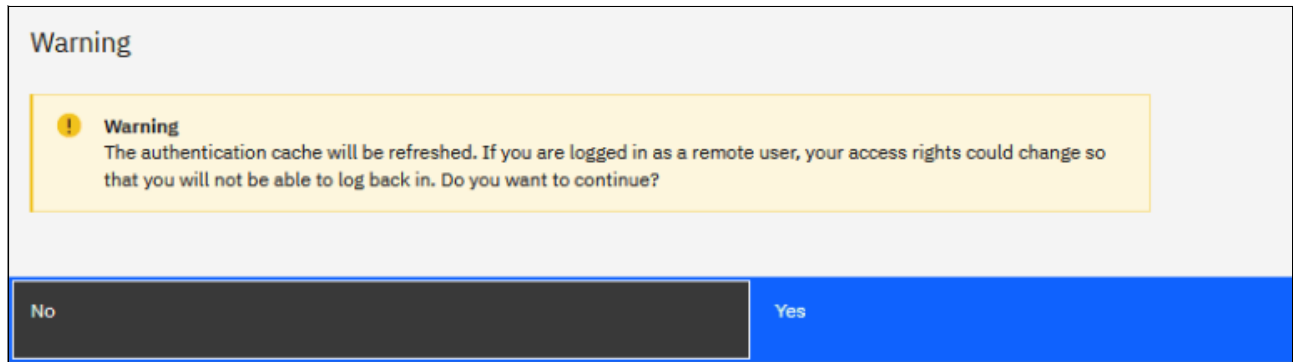 Warning
Warning
The authentication cache will be refreshed. If you are logged in as a remote user, your access rights could change so
that you will not be able to log back in. Do you want to continue?
No
Yes